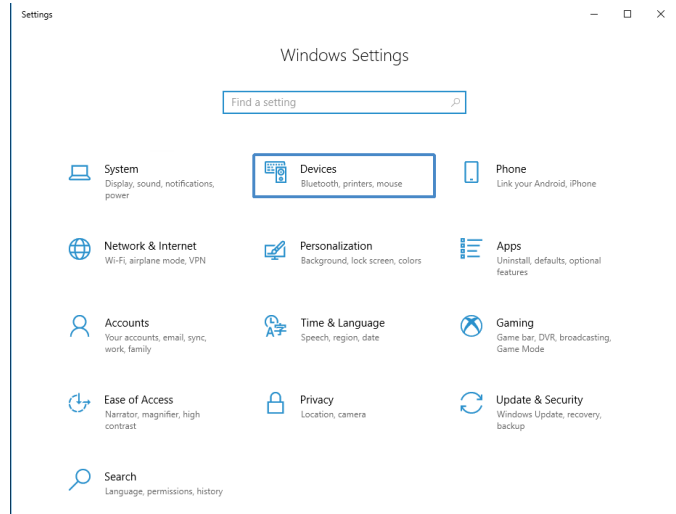 Settings
Windows Settings
Find a setting
System
Display, sound, notifications,
power
Devices
Bluetooth, printers, mouse
Phone
Link your Android, iPhone
Network & Internet
Wi-Fi, airplane mode, VPN
Personalization
Background, lock screen, colors
Apps
Uninstall, defaults, optional
features
Accounts
Your accounts, email, sync,
work, family
Time & Language
Speech, region, date
Gaming
Game bar, DVR, broadcasting,
Game Mode
Ease of Access
Narrator, magnifier, high
contrast
Privacy
Location, camera
Update & Security
Windows Update, recovery,
backup
Search
Language, permissions, history